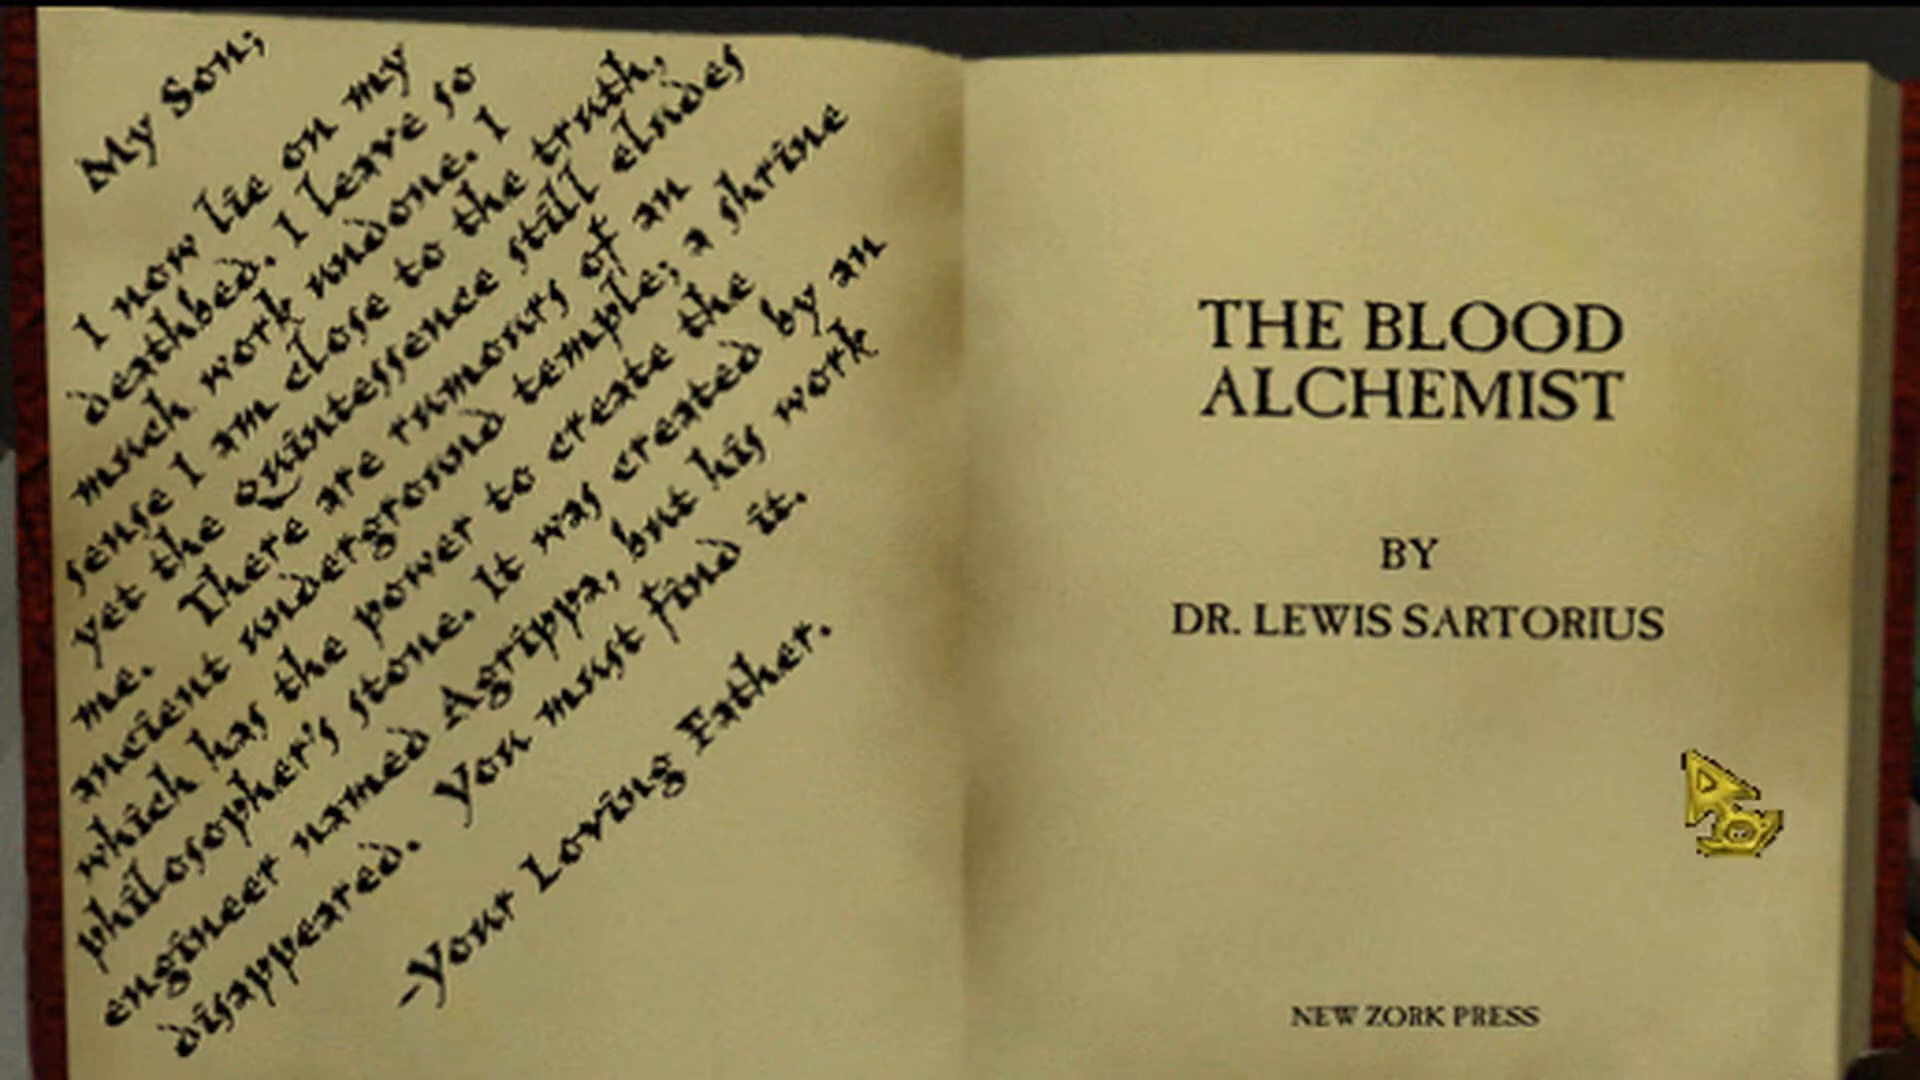 My Son;
I now lie on my
deathbed. I leave so
much work undone. I
sense I am close to the truth,
yet the Quintessence still eludes
me. There are rumours of an
ancient underground temple; a shrine
which has the power to create the
philosopher's stone. It was created by an
engineer named Agrippa, but his work
disappeared. You must find it.
-Your Loving Father.
THE BLOOD
ALCHEMIST
BY
DR. LEWIS SARTORIUS
NEW ZORK PRESS